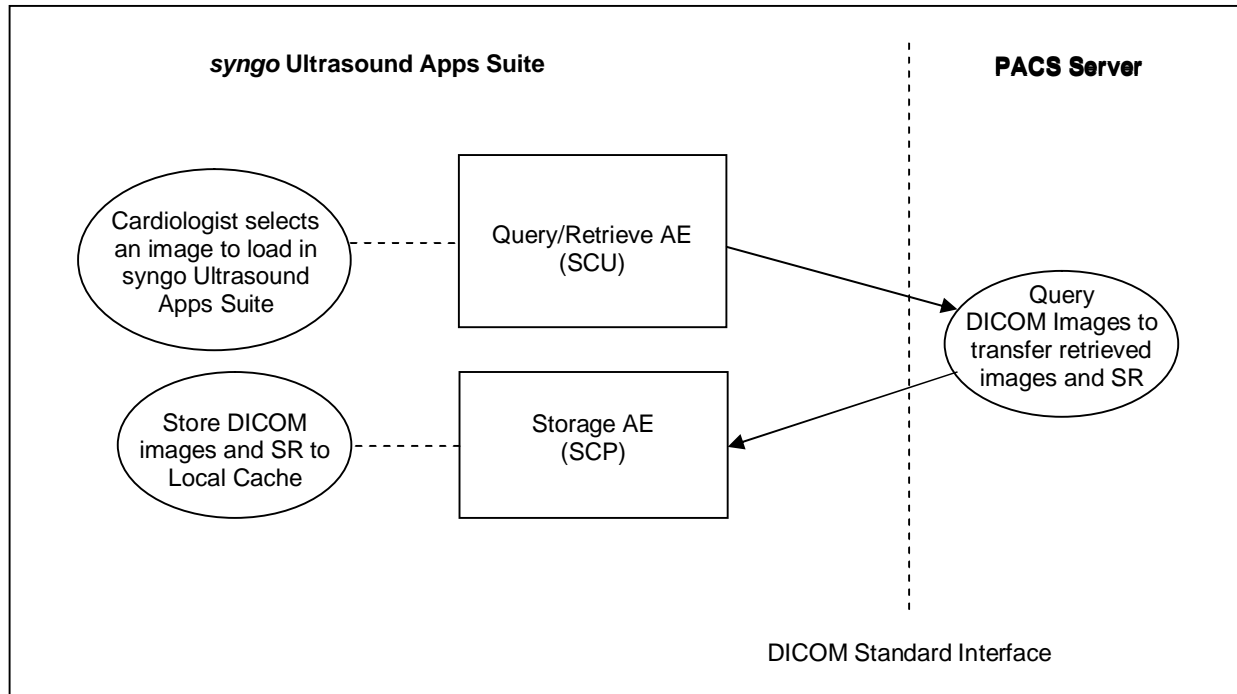 syngo Ultrasound Apps Suite
PACS Server
Cardiologist selects
an image to load in
syngo Ultrasound
Apps Suite
Query/Retrieve AE
(SCU)
Query
DICOM Images to
transfer retrieved
images and SR
Store DICOM
images and SR to
Local Cache
Storage AE
(SCP)
DICOM Standard Interface